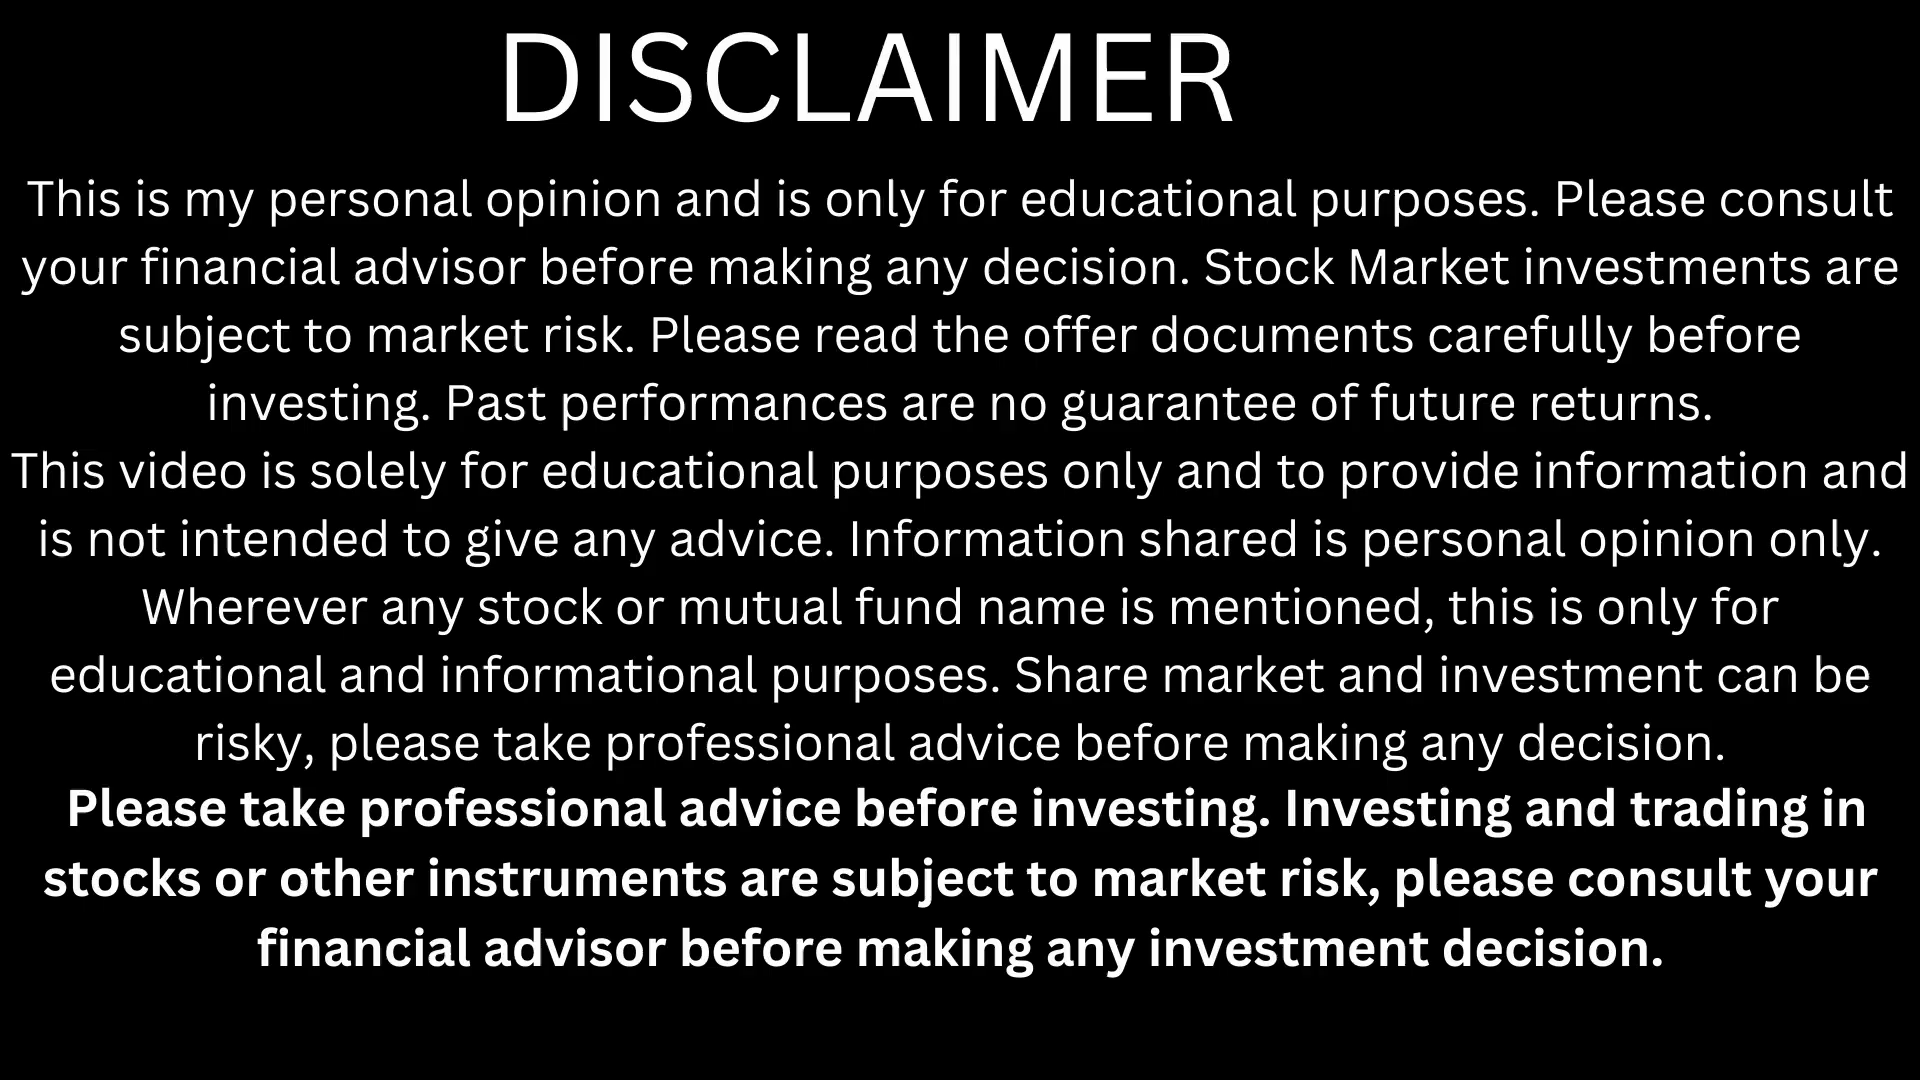 DISCLAIMER
This is my personal opinion and is only for educational purposes. Please consult
your financial advisor before making any decision. Stock Market investments are
subject to market risk. Please read the offer documents carefully before
investing. Past performances are no guarantee of future returns.
This video is solely for educational purposes only and to provide information and
is not intended to give any advice. Information shared is personal opinion only.
Wherever any stock or mutual fund name is mentioned, this is only for
educational and informational purposes. Share market and investment can be
risky, please take professional advice before making any decision.
Please take professional advice before investing. Investing and trading in
stocks or other instruments are subject to market risk, please consult your
financial advisor before making any investment decision.